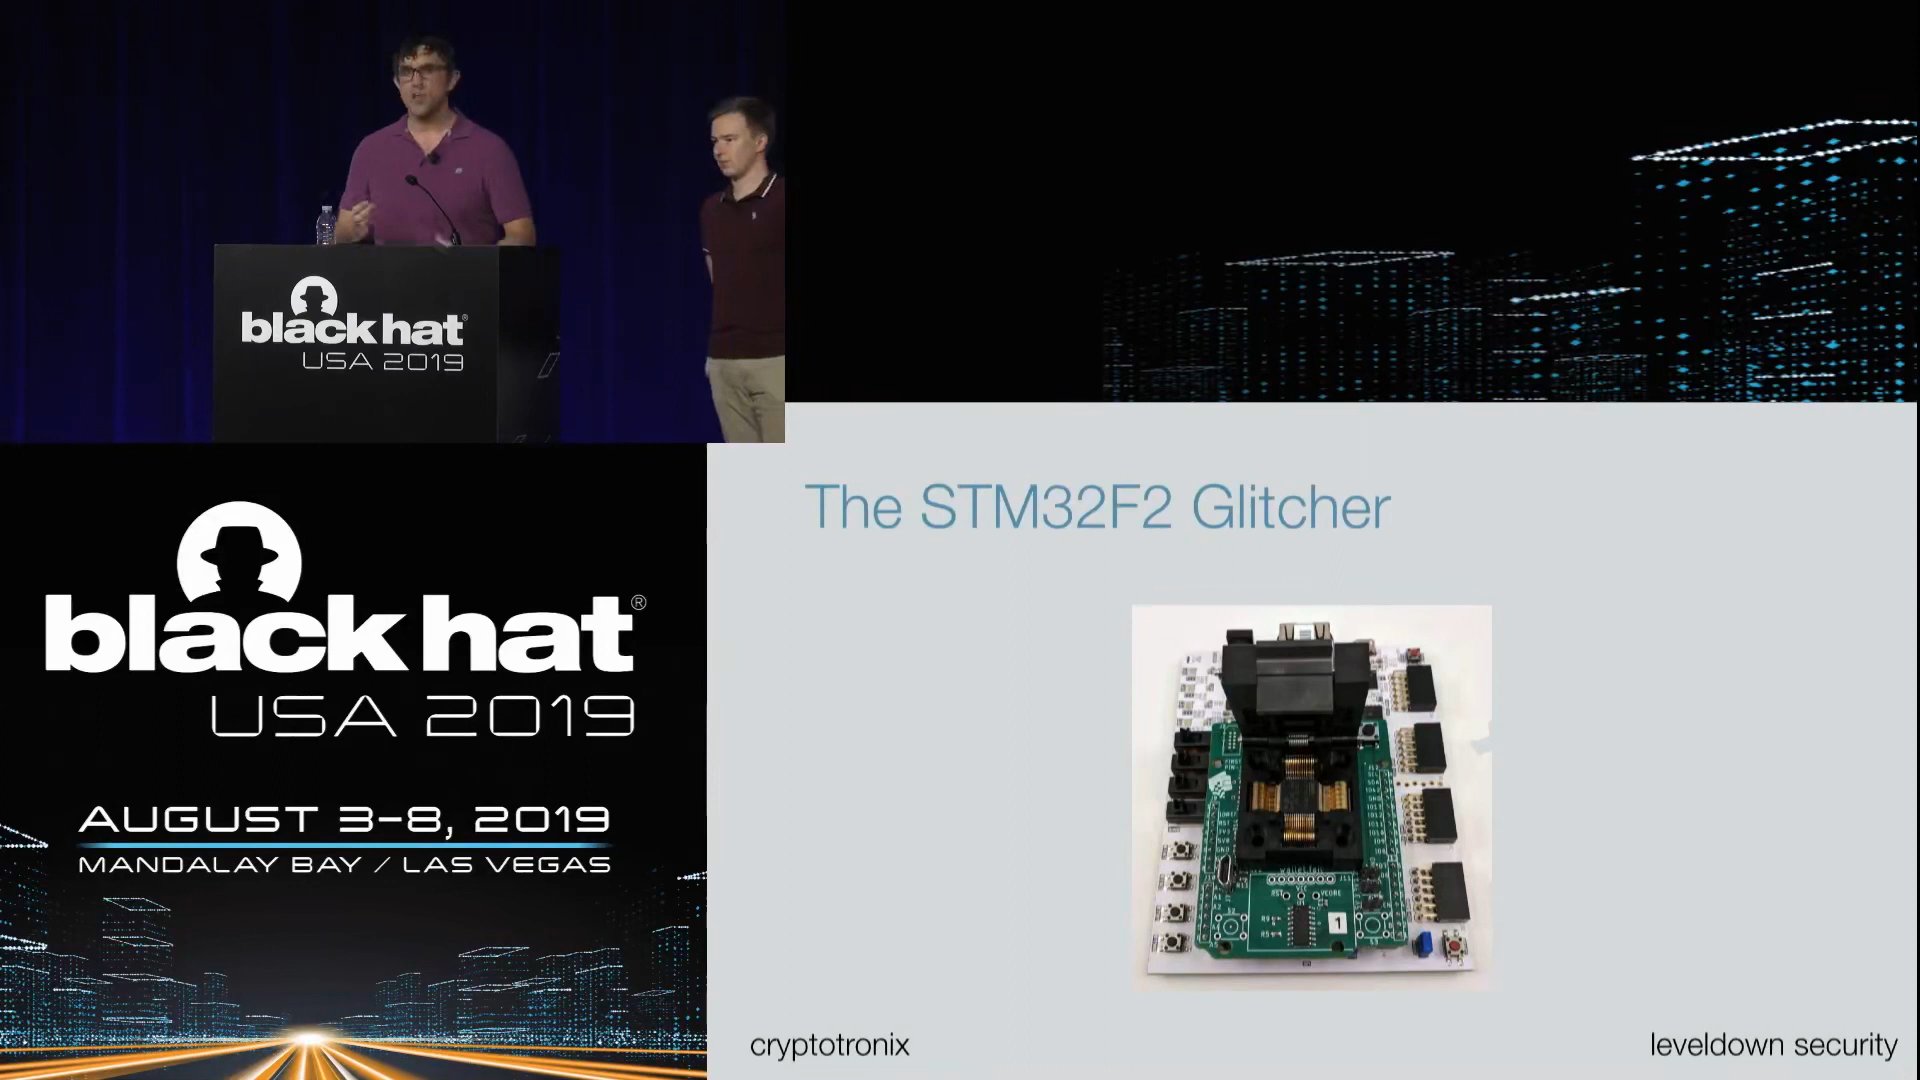 black hat®
USA 2019
black hat®
USA 2019
AUGUST 3-8, 2019
MANDALAY BAY / LAS VEGAS
The STM32F2 Glitcher
1
cryptotronix
leveldown security